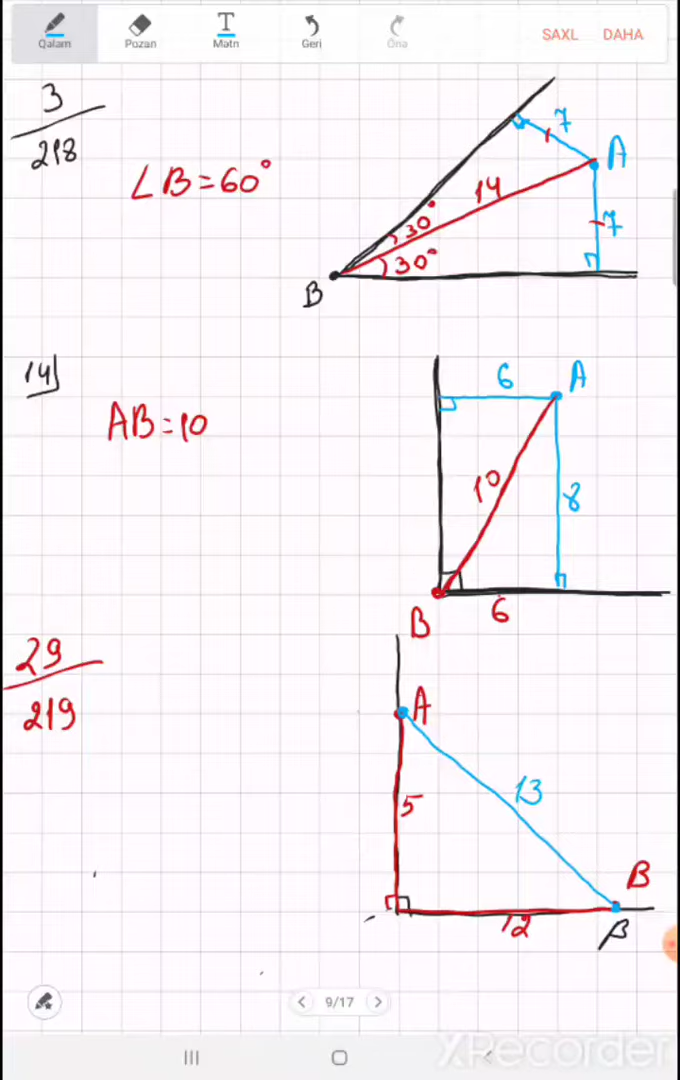 Qələm Pozan Mətn Geri Önə SAXL DAHA
3
218
∠B=60°
7
A
14
7
30°
30°
B
14)
AB=10
6
A
10
8
B
6
29
219
A
5
13
B
12
β
9/17
XRecorder